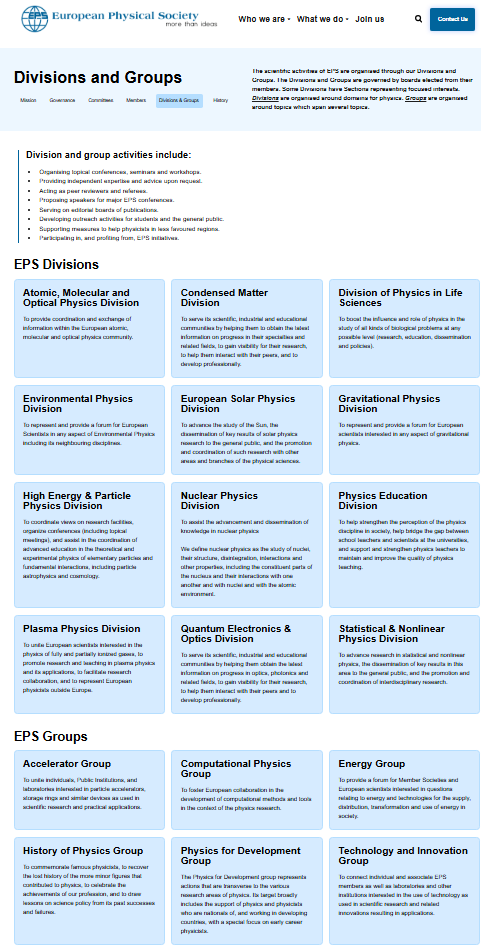 EPS European Physical Society
more than ideas
Who we are What we do Join us
Contact Us
Divisions and Groups
Mission Governance Committees Members Divisions & Groups History
The scientific activities of EPS are organised through our Divisions and
Groups. The Divisions and Groups are governed by boards elected from their
members. Some Divisions have Sections representing focused interests.
Divisions are organised around domains for physics. Groups are organised
around topics which span several topics.
Division and group activities include:
• Organising topical conferences, seminars and workshops.
• Providing independent expertise and advice upon request.
• Acting as peer reviewers and referees.
• Proposing speakers for major EPS conferences.
• Serving on editorial boards of publications.
• Developing outreach activities for students and the general public.
• Supporting measures to help physicists in less favoured regions.
• Participating in, and profiting from, EPS initiatives.
EPS Divisions
Atomic, Molecular and
Optical Physics Division
To provide coordination and exchange of
information within the European atomic,
molecular and optical physics community.
Condensed Matter
Division
To serve its scientific, industrial and educational
communities by helping them to obtain the latest
information on progress in their specialties and
related fields, to gain visibility for their research,
to help them interact with their peers, and to
develop professionally.
Division of Physics in Life
Sciences
To boost the influence and role of physics in the
study of all kinds of biological problems at any
possible level (research, education, dissemination
and policies).
Environmental Physics
Division
To represent and provide a forum for European
Scientists in any aspect of Environmental Physics
including its neighbouring disciplines.
European Solar Physics
Division
To advance the study of the Sun, the
dissemination of key results of solar physics
research to the general public, and the promotion
and coordination of such research with other
areas and branches of the physical sciences.
Gravitational Physics
Division
To represent and provide a forum for European
scientists interested in any aspect of gravitational
physics.
High Energy & Particle
Physics Division
To coordinate views on research facilities,
organize conferences (including topical
meetings), and assist in the coordination of
advanced education in the theoretical and
experimental physics of elementary particles and
fundamental interactions, including particle
astrophysics and cosmology.
Nuclear Physics
Division
To assist the advancement and dissemination of
knowledge in nuclear physics
We define nuclear physics as the study of nuclei,
their structure, disintegration, interactions and
other properties, including the constituent parts of
the nucleus and their interactions with one
another and with nuclei and with the atomic
environment.
Physics Education
Division
To help strengthen the perception of the physics
discipline in society, help bridge the gap between
school teachers and scientists at the universities,
and support and strengthen physics teachers to
maintain and improve the quality of physics
teaching.
Plasma Physics Division
To unite European scientists interested in the
physics of fully and partially ionized gases, to
promote research and teaching in plasma physics
and its applications, to facilitate research
collaboration, and to represent European
physicists outside Europe.
Quantum Electronics &
Optics Division
To serve its scientific, industrial and educational
communities by helping them obtain the latest
information on progress in optics, photonics and
related fields, to gain visibility for their research,
to help them interact with their peers and to
develop professionally.
Statistical & Nonlinear
Physics Division
To advance research in statistical and nonlinear
physics, the dissemination of key results in this area
to the general public, and the promotion and
coordination of interdisciplinary research.
EPS Groups
Accelerator Group
To unite individuals, Public Institutions, and
laboratories interested in particle accelerators,
storage rings and similar devices as used in
scientific research and practical applications.
Computational Physics
Group
To foster European collaboration in the
development of computational methods and tools
in the context of the physics research.
Energy Group
To provide a forum for Member Societies and
European scientists interested in questions
relating to energy and technologies for the supply,
distribution, transformation and use of energy in
society.
History of Physics Group
To commemorate famous physicists, to recover
the lost history of the more minor figures that
contributed to physics, to celebrate the
achievements of our profession, and to draw
lessons on science policy from its past successes
and failures.
Physics for Development
Group
The Physics for Development group represents
actions that are transverse to the various
research areas of physics. Its target broadly
includes the support of physics and physicists
who are nationals of, and working in developing
countries, with a special focus on early career
physicists.
Technology and Innovation
Group
To connect individual and associate EPS
members as well as laboratories and other
institutions interested in the use of technology as
used in scientific research and related
innovations resulting in applications.